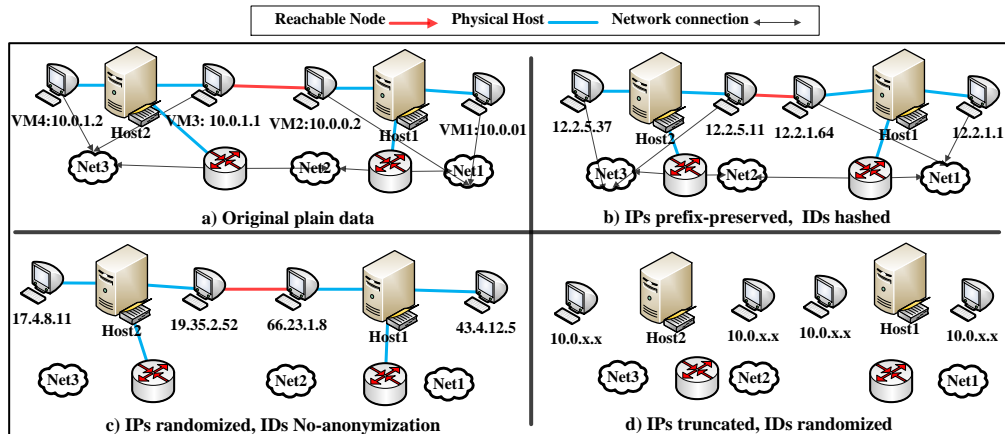 Reachable Node Physical Host Network connection
VM4:10.0.1.2 Host2 VM3: 10.0.1.1 VM2:10.0.0.2 Host1 VM1:10.0.01
Net3 Net2 Net1
a) Original plain data
12.2.5.37 Host2 12.2.5.11 12.2.1.64 Host1 12.2.1.1
Net3 Net2 Net1
b) IPs prefix-preserved, IDs hashed
17.4.8.11 Host2 19.35.2.52 66.23.1.8 Host1 43.4.12.5
Net3 Net2 Net1
c) IPs randomized, IDs No-anonymization
10.0.x.x Host2 10.0.x.x 10.0.x.x Host1 10.0.x.x
Net3 Net2 Net1
d) IPs truncated, IDs randomized